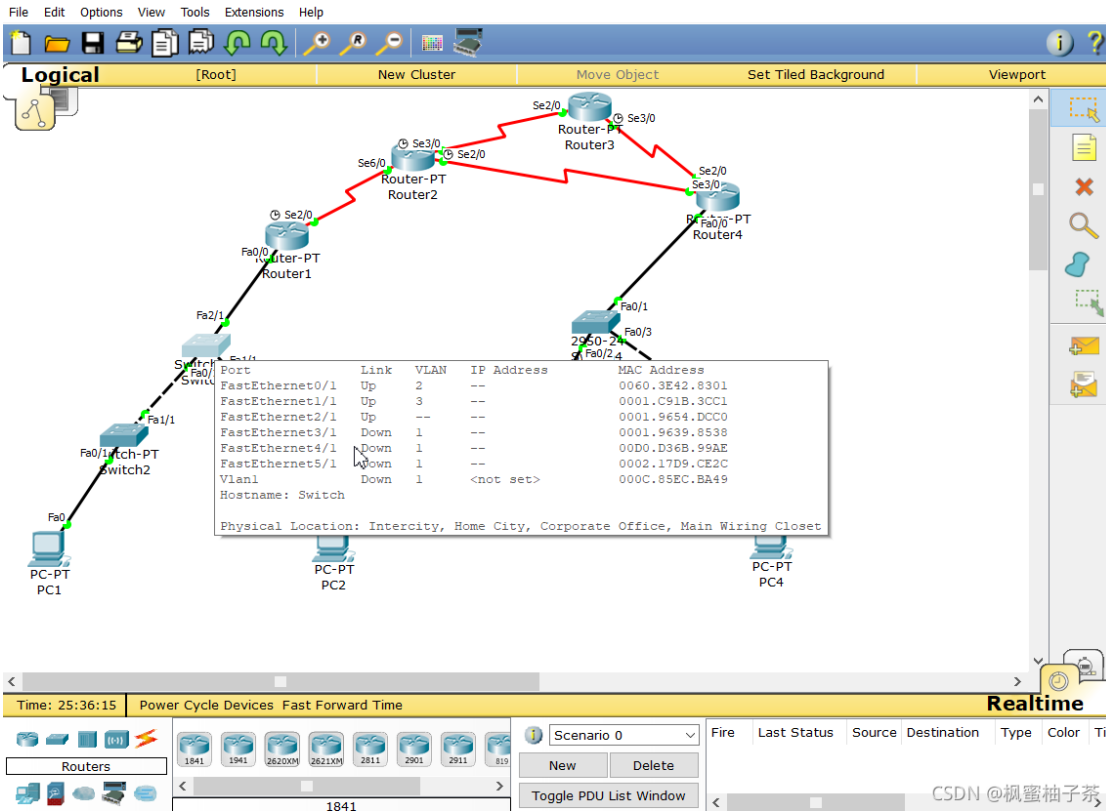 File Edit Options View Tools Extensions Help
Logical [Root] New Cluster Move Object Set Tiled Background Viewport
Se2/0
Se3/0
Router-PT
Router3
Se3/0
Se2/0
Se6/0
Router-PT
Router2
Se2/0
Se3/0
Router-PT
Fa0/0
Router4
Se2/0
Fa0/0
Router-PT
Router1
Fa2/1
Fa0/1
Fa0/3
2950-24
Fa0/2
Fa1/1
Fa0/1
Switch-PT
Switch2
Port Link VLAN IP Address MAC Address
FastEthernet0/1 Up 2 -- 0060.3E42.8301
FastEthernet1/1 Up 3 -- 0001.C91B.3CC1
FastEthernet2/1 Up -- -- 0001.9654.DCC0
FastEthernet3/1 Down 1 -- 0001.9639.8538
FastEthernet4/1 Down 1 -- 00D0.D36B.99AE
FastEthernet5/1 Down 1 -- 0002.17D9.CE2C
Vlan1 Down 1 <not set> 000C.85EC.BA49
Hostname: Switch
Physical Location: Intercity, Home City, Corporate Office, Main Wiring Closet
Fa0
PC-PT
PC1
PC-PT
PC2
PC-PT
PC4
Time: 25:36:15 Power Cycle Devices Fast Forward Time Realtime
Routers
1841 1941 2620XM 2621XM 2811 2901 2911 819
1841
Scenario 0
New Delete
Toggle PDU List Window
Fire Last Status Source Destination Type Color Ti
CSDN @枫蜜柚子茶